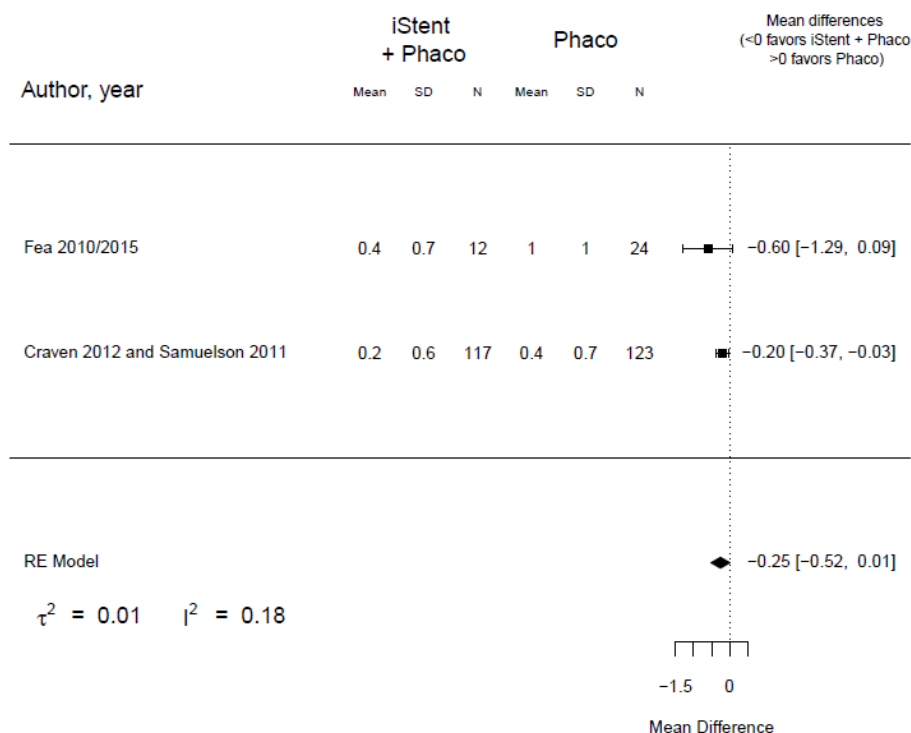 iStent
+ Phaco
Phaco
Mean differences
(<0 favors iStent + Phaco
>0 favors Phaco)
Author, year
Mean SD N Mean SD N
Fea 2010/2015 0.4 0.7 12 1 1 24 −0.60 [−1.29, 0.09]
Craven 2012 and Samuelson 2011 0.2 0.6 117 0.4 0.7 123 −0.20 [−0.37, −0.03]
RE Model −0.25 [−0.52, 0.01]
τ² = 0.01 I² = 0.18
−1.5 0
Mean Difference